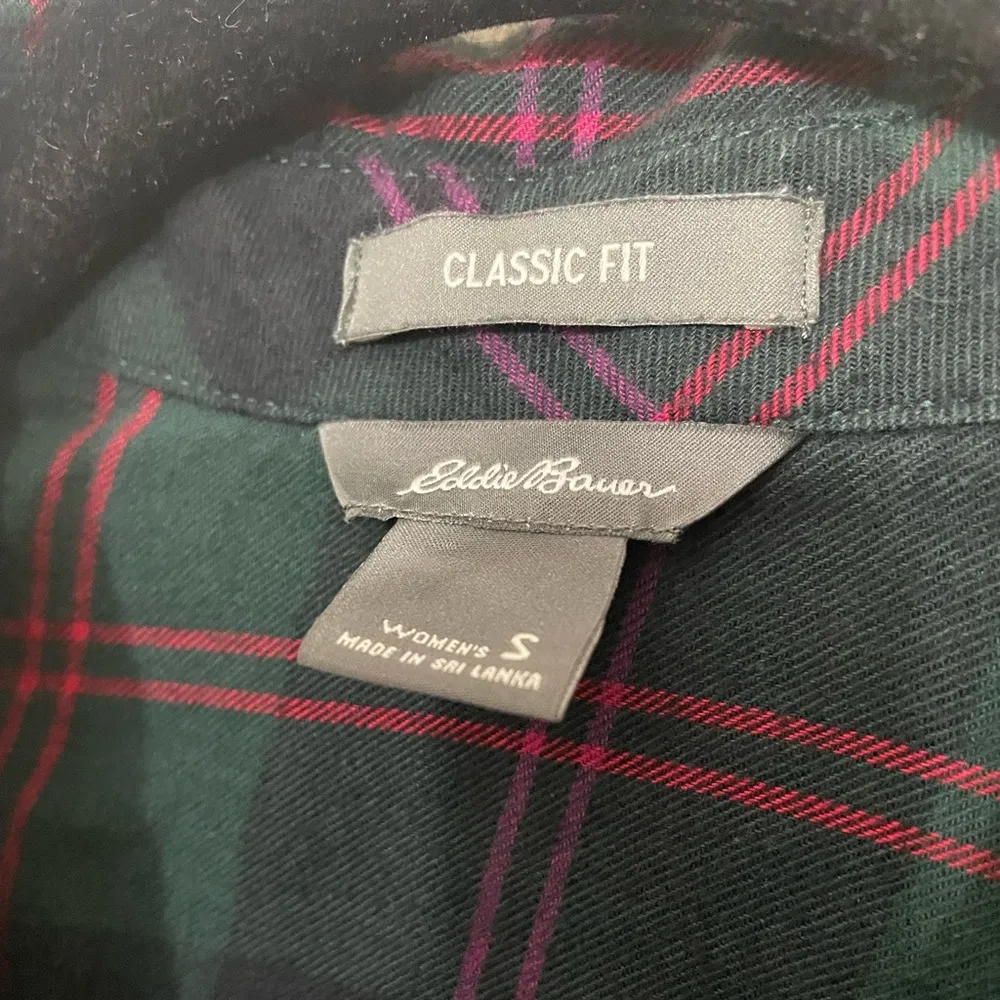 CLASSIC FIT
Eddie Bauer
WOMEN'S S
MADE IN SRI LANKA